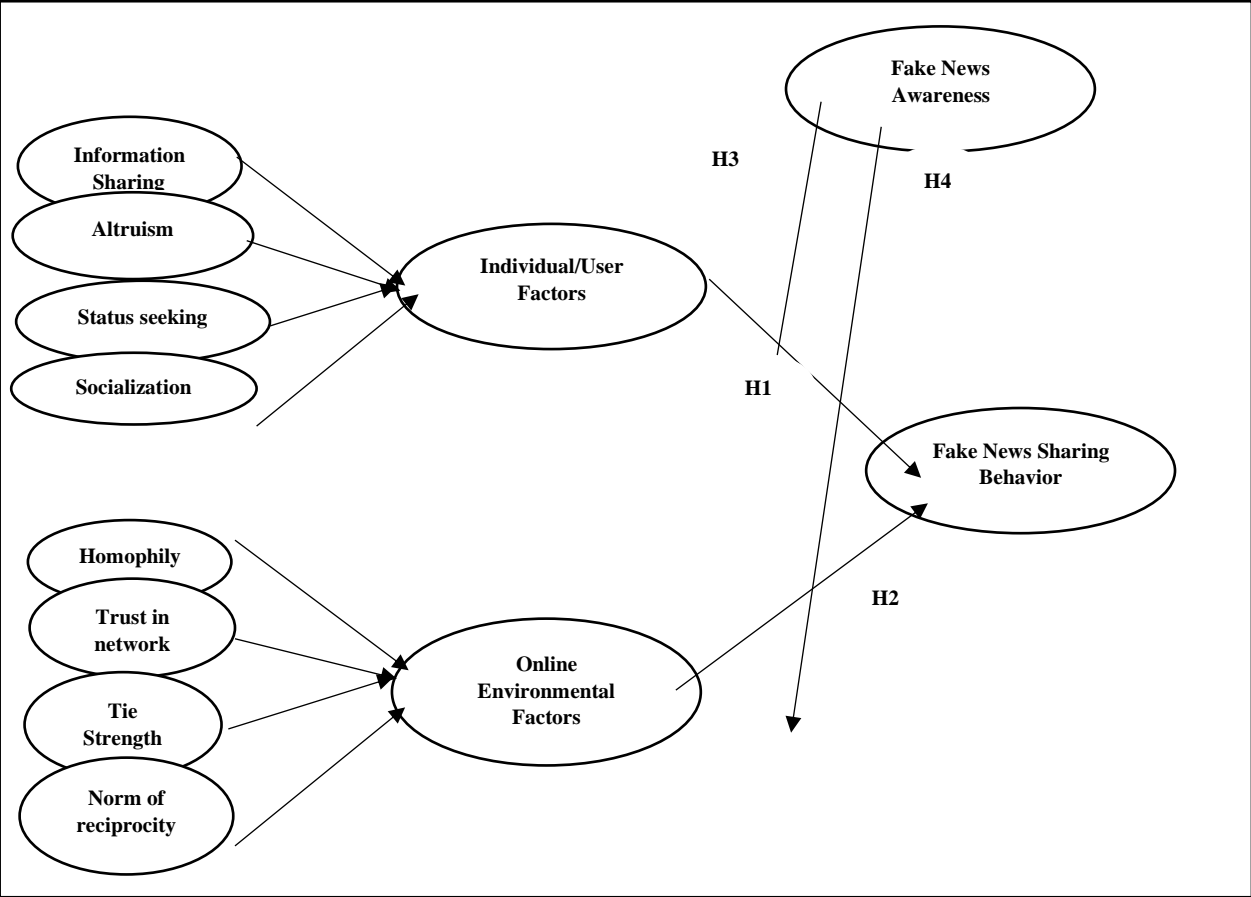 Fake News
Awareness
H3
H4
Information
Sharing
Altruism
Status seeking
Socialization
Individual/User
Factors
H1
Fake News Sharing
Behavior
Homophily
Trust in
network
Tie
Strength
Norm of
reciprocity
Online
Environmental
Factors
H2